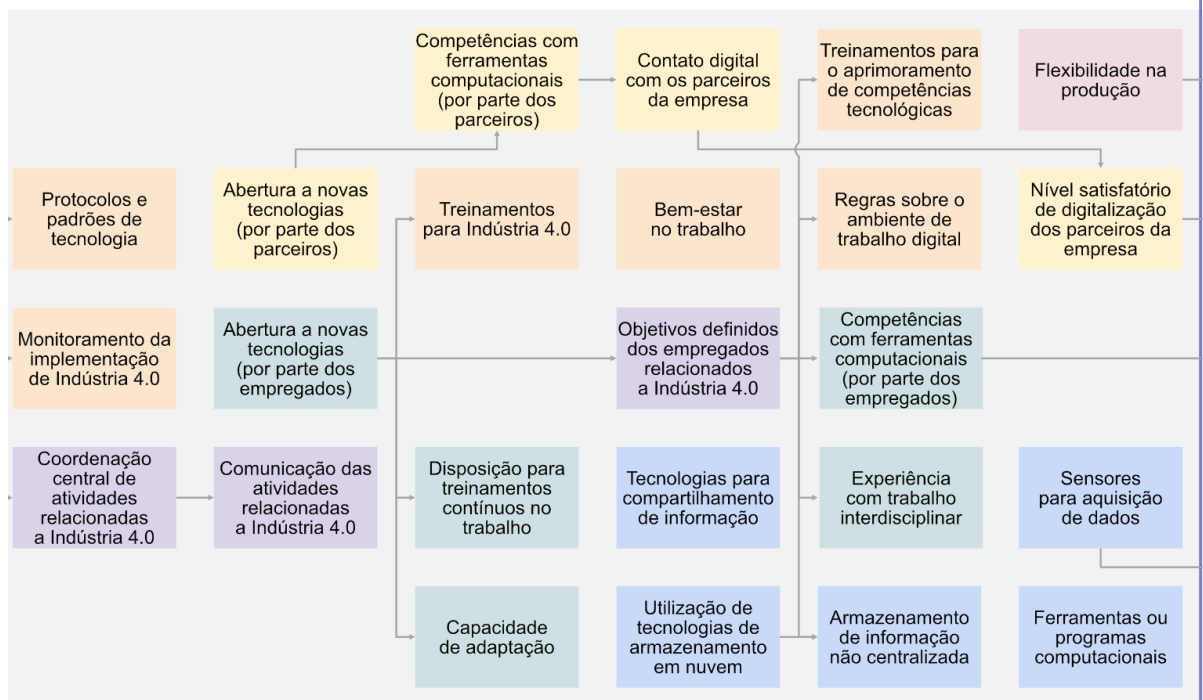 Competências com
ferramentas
computacionais
(por parte dos
parceiros)
Contato digital
com os parceiros
da empresa
Treinamentos para
o aprimoramento
de competências
tecnológicas
Flexibilidade na
produção
Protocolos e
padrões de
tecnologia
Abertura a novas
tecnologias
(por parte dos
parceiros)
Treinamentos
para Indústria 4.0
Bem-estar
no trabalho
Regras sobre o
ambiente de
trabalho digital
Nível satisfatório
de digitalização
dos parceiros da
empresa
Monitoramento da
implementação
de Indústria 4.0
Abertura a novas
tecnologias
(por parte dos
empregados)
Objetivos definidos
dos empregados
relacionados
a Indústria 4.0
Competências
com ferramentas
computacionais
(por parte dos
empregados)
Coordenação
central de
atividades
relacionadas
a Indústria 4.0
Comunicação das
atividades
relacionadas
a Indústria 4.0
Disposição para
treinamentos
contínuos no
trabalho
Tecnologias para
compartilhamento
de informação
Experiência
com trabalho
interdisciplinar
Sensores
para aquisição
de dados
Capacidade
de adaptação
Utilização de
tecnologias de
armazenamento
em nuvem
Armazenamento
de informação
não centralizada
Ferramentas ou
programas
computacionais